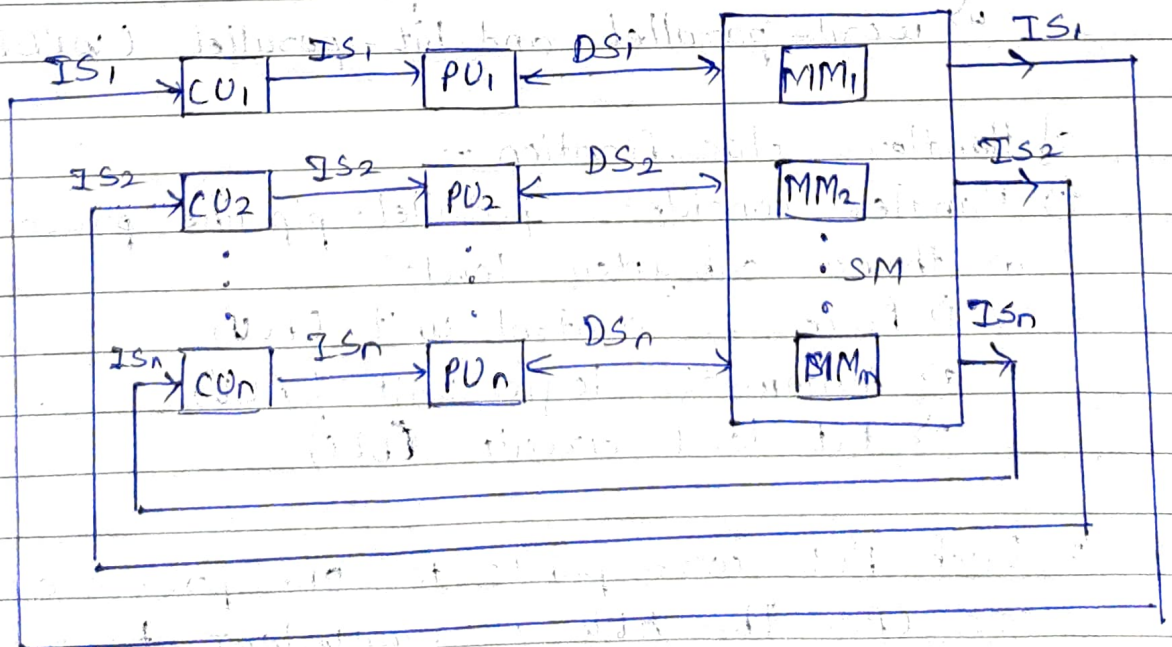 IS₁ CU₁ IS₁ PU₁ DS₁ MM₁ IS₁
IS₂ CU₂ IS₂ PU₂ DS₂ MM₂ IS₂
SM
ISn CUn ISn PUn DSn MMn ISn